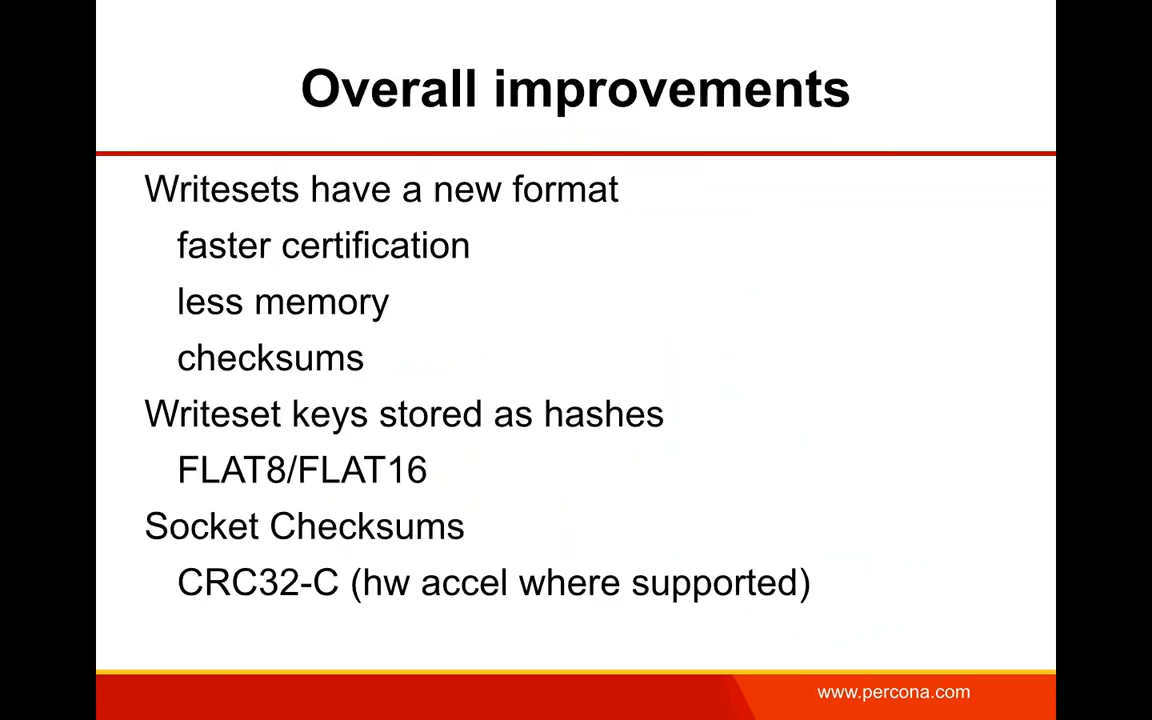 Overall improvements
Writesets have a new format
faster certification
less memory
checksums
Writeset keys stored as hashes
FLAT8/FLAT16
Socket Checksums
CRC32-C (hw accel where supported)
www.percona.com